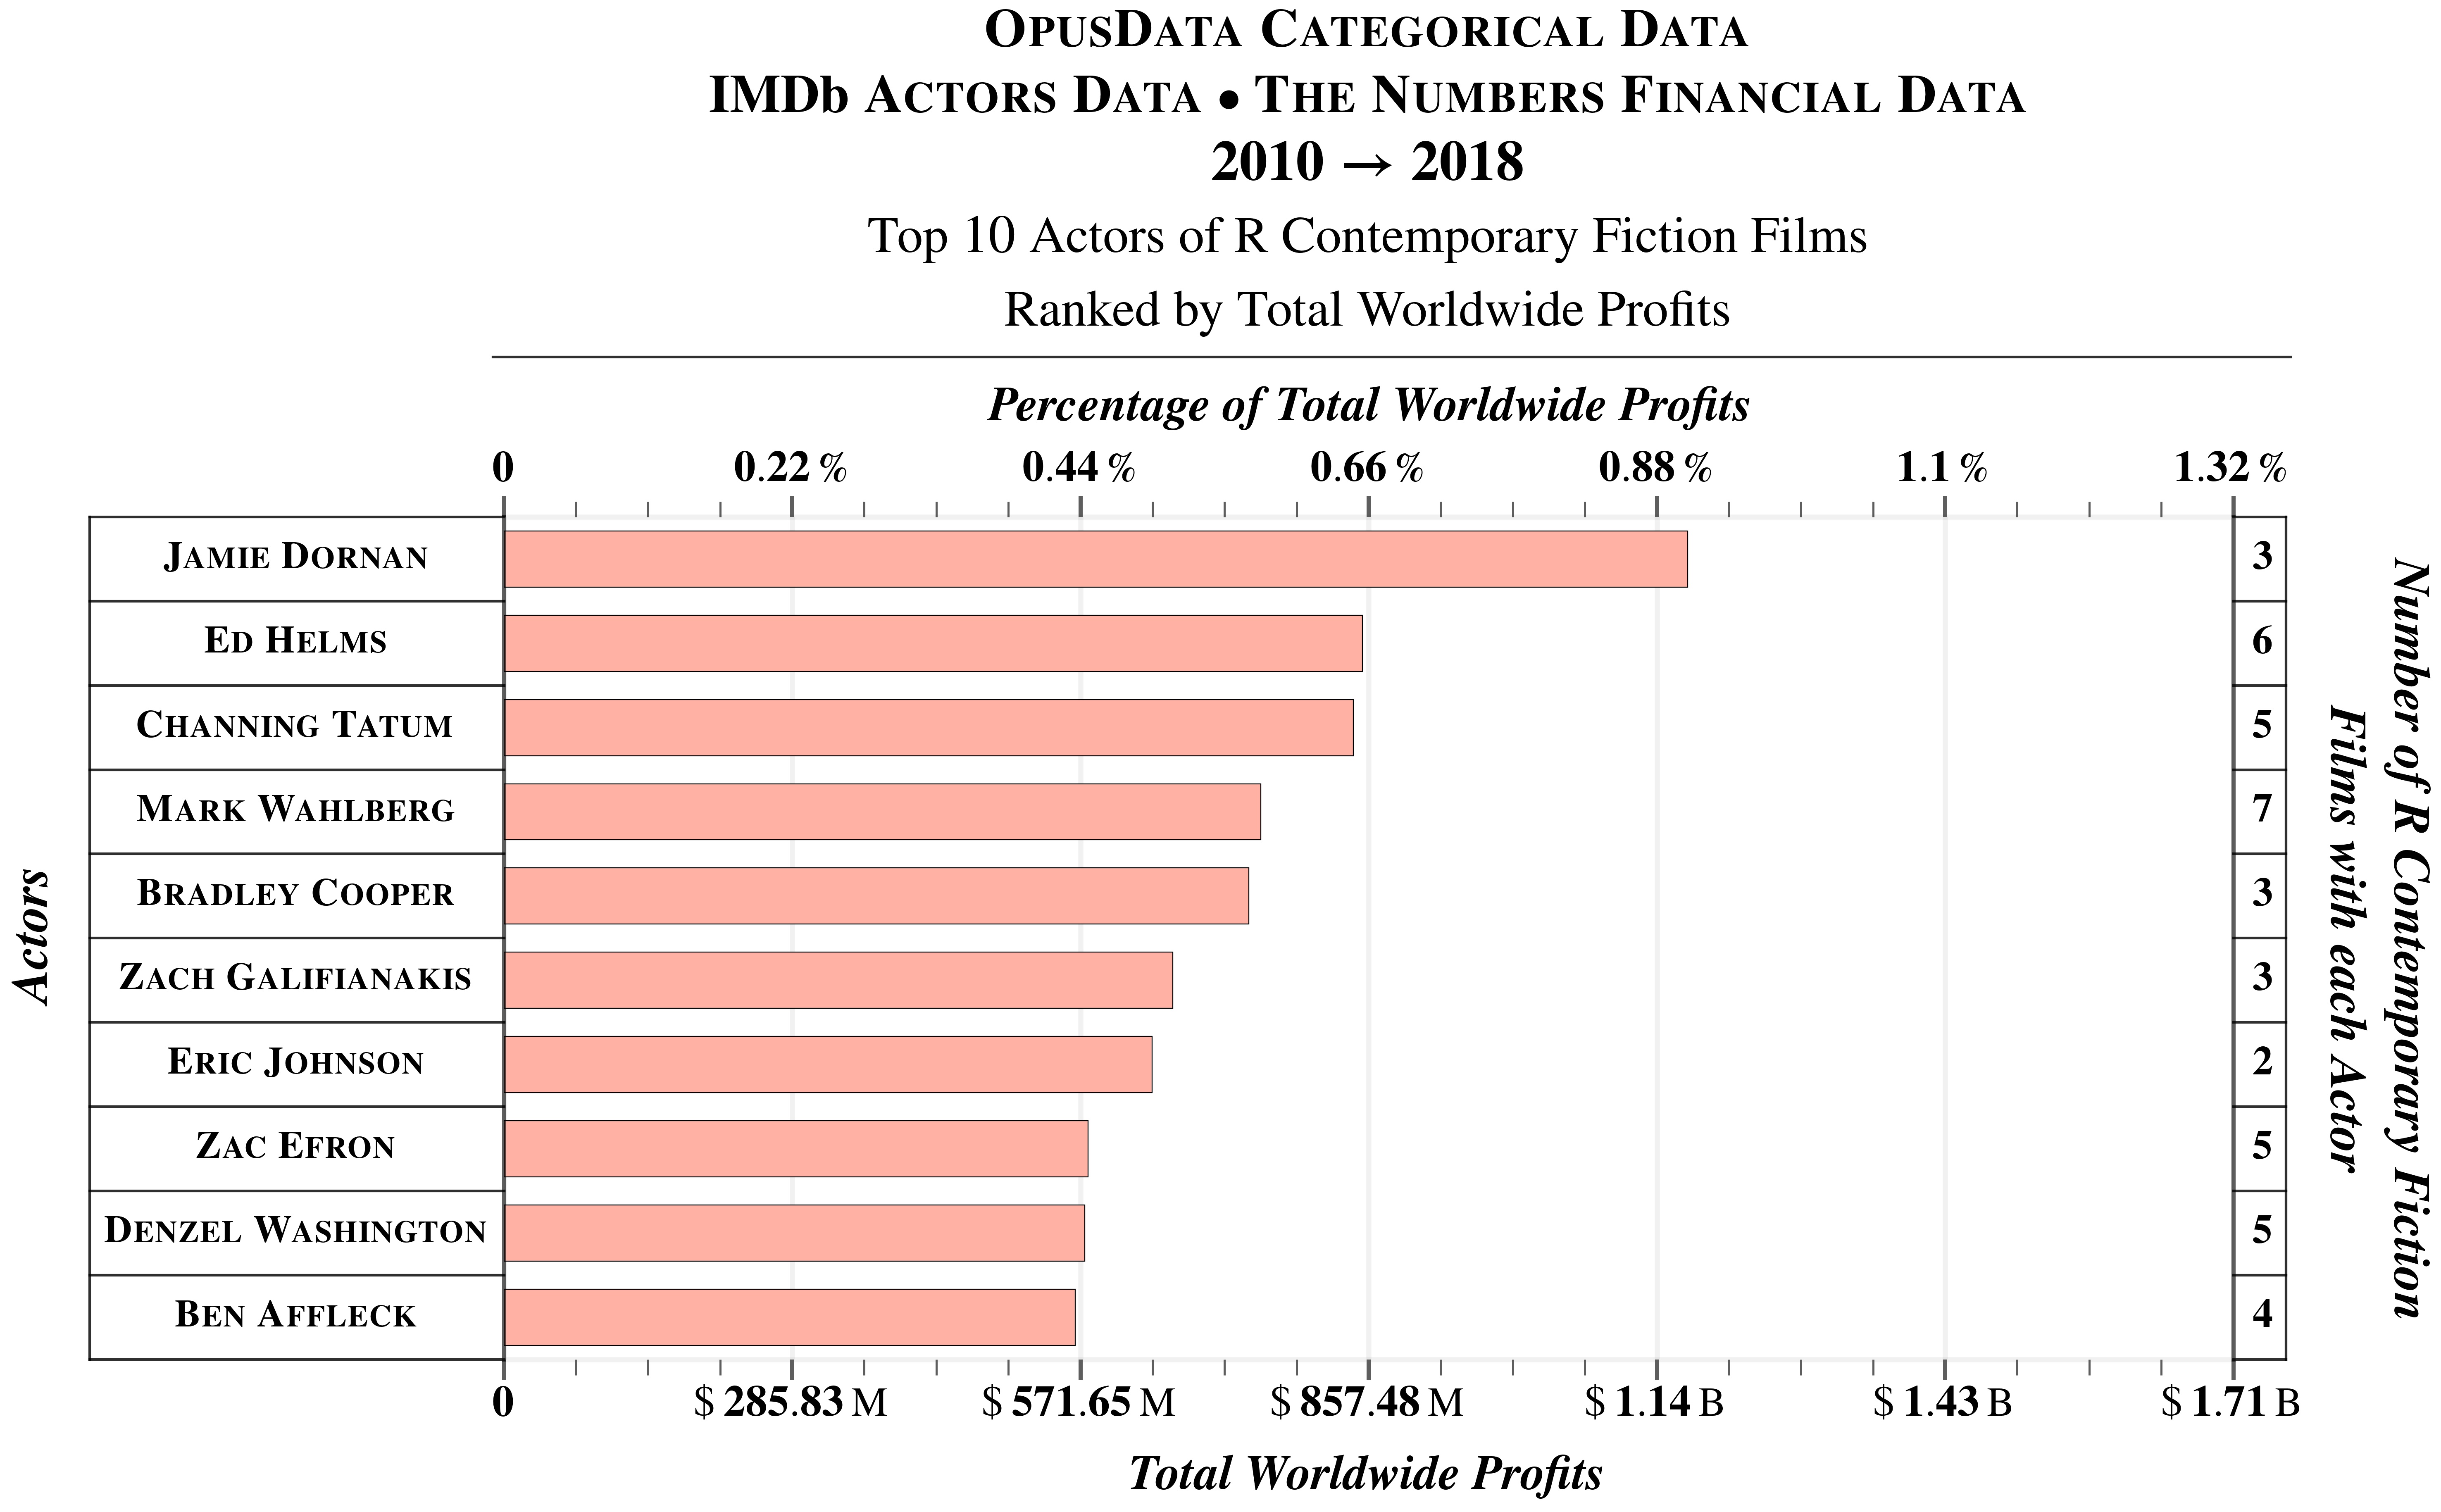 OPUSDATA CATEGORICAL DATA
IMDb ACTORS DATA • THE NUMBERS FINANCIAL DATA
2010 → 2018
Top 10 Actors of R Contemporary Fiction Films
Ranked by Total Worldwide Profits
Percentage of Total Worldwide Profits
0 0.22 % 0.44 % 0.66 % 0.88 % 1.1 % 1.32 %
JAMIE DORNAN 3
ED HELMS 6
CHANNING TATUM 5
MARK WAHLBERG 7
BRADLEY COOPER 3
ZACH GALIFIANAKIS 3
ERIC JOHNSON 2
ZAC EFRON 5
DENZEL WASHINGTON 5
BEN AFFLECK 4
Actors
Number of R Contemporary Fiction
Films with each Actor
0 $ 285.83 M $ 571.65 M $ 857.48 M $ 1.14 B $ 1.43 B $ 1.71 B
Total Worldwide Profits